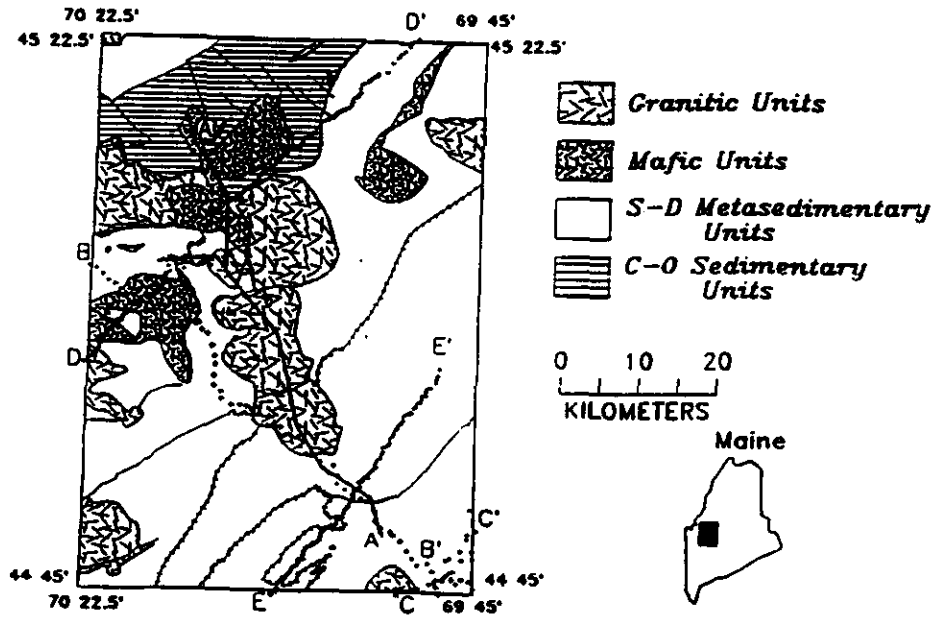 70 22.5'
D'
69 45'
45 22.5'
45 22.5'
Granitic Units
Mafic Units
S-D Metasedimentary
Units
C-O Sedimentary
Units
A'
B
D
E'
0 10 20
KILOMETERS
Maine
C'
A
B'
44 45'
44 45'
70 22.5'
E
C
69 45'